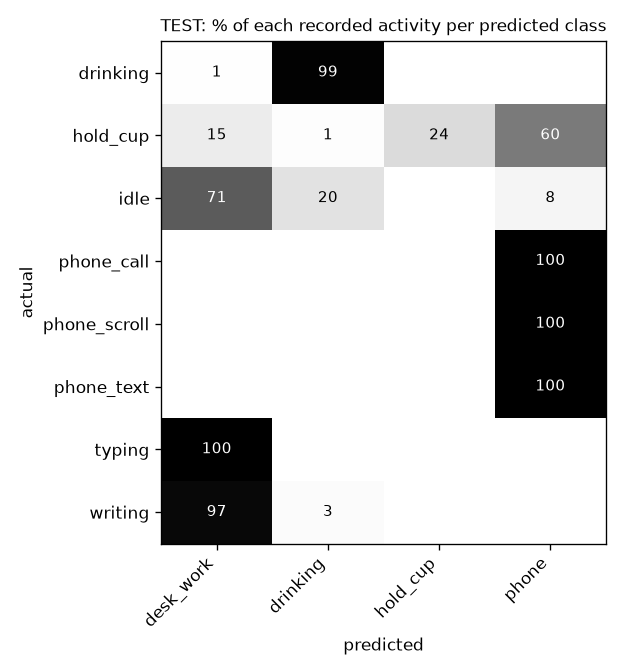 TEST: % of each recorded activity per predicted class
drinking 1 99
hold_cup 15 1 24 60
idle 71 20 8
phone_call 100
phone_scroll 100
phone_text 100
typing 100
writing 97 3
actual
desk_work drinking hold_cup phone
predicted